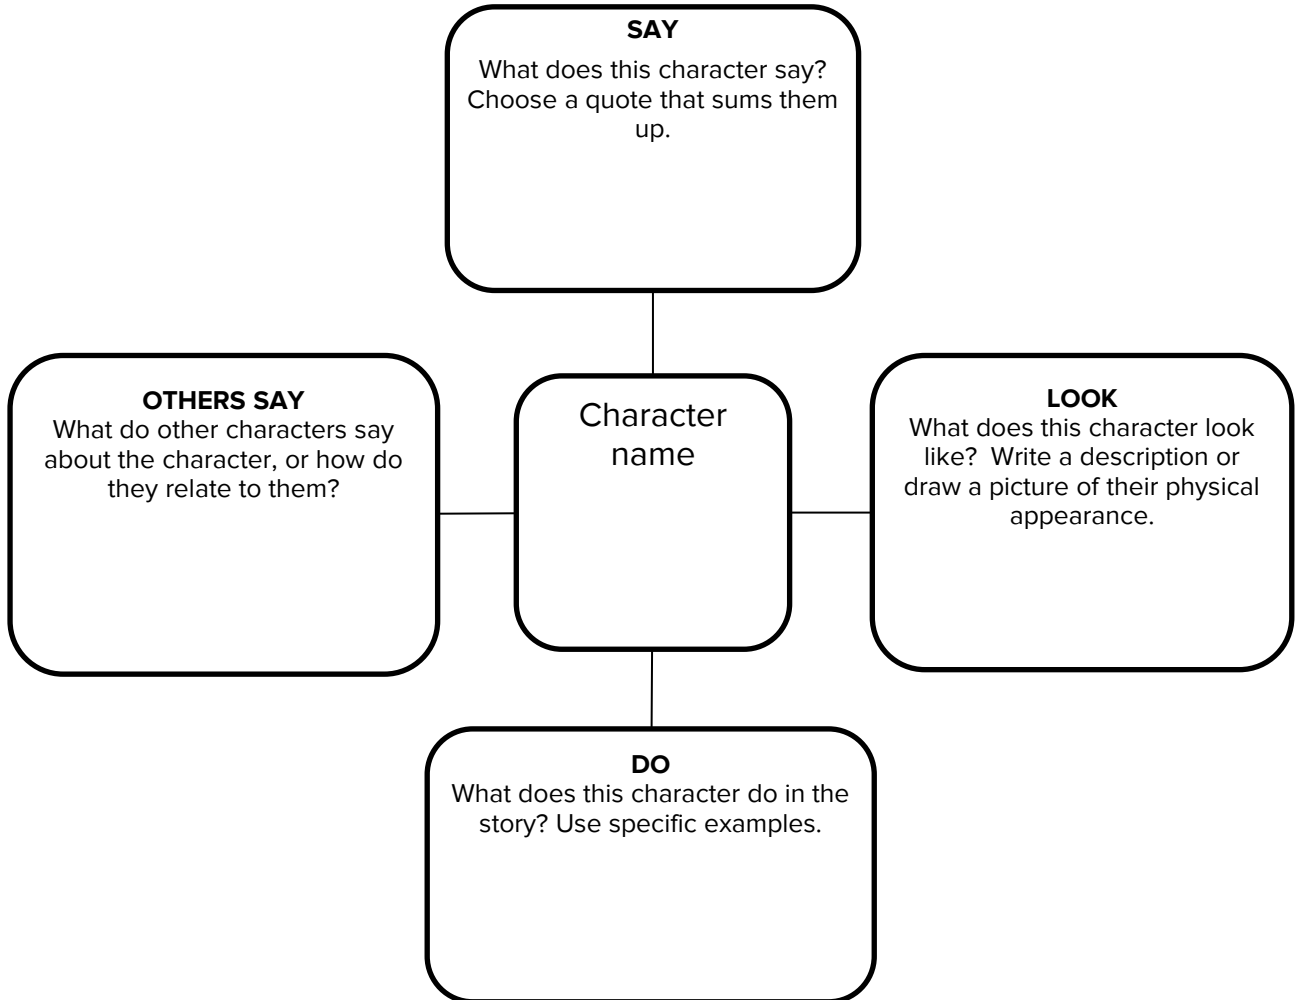 SAY
What does this character say?
Choose a quote that sums them
up.
OTHERS SAY
What do other characters say
about the character, or how do
they relate to them?
Character
name
LOOK
What does this character look
like?  Write a description or
draw a picture of their physical
appearance.
DO
What does this character do in the
story? Use specific examples.